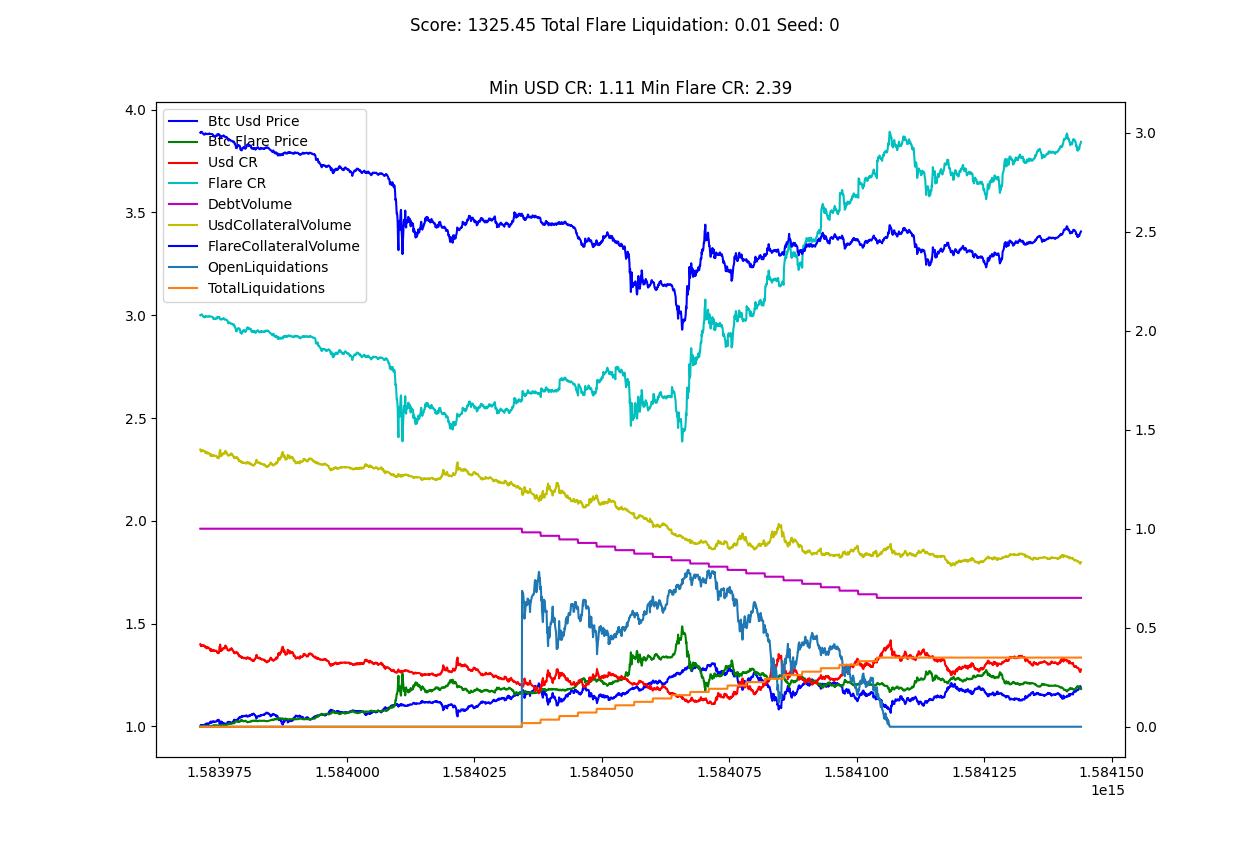 Score: 1325.45 Total Flare Liquidation: 0.01 Seed: 0
Min USD CR: 1.11 Min Flare CR: 2.39
Btc Usd Price
Btc Flare Price
Usd CR
Flare CR
DebtVolume
UsdCollateralVolume
FlareCollateralVolume
OpenLiquidations
TotalLiquidations
4.0
3.5
3.0
2.5
2.0
1.5
1.0
3.0
2.5
2.0
1.5
1.0
0.5
0.0
1.583975 1.584000 1.584025 1.584050 1.584075 1.584100 1.584125 1.584150
1e15